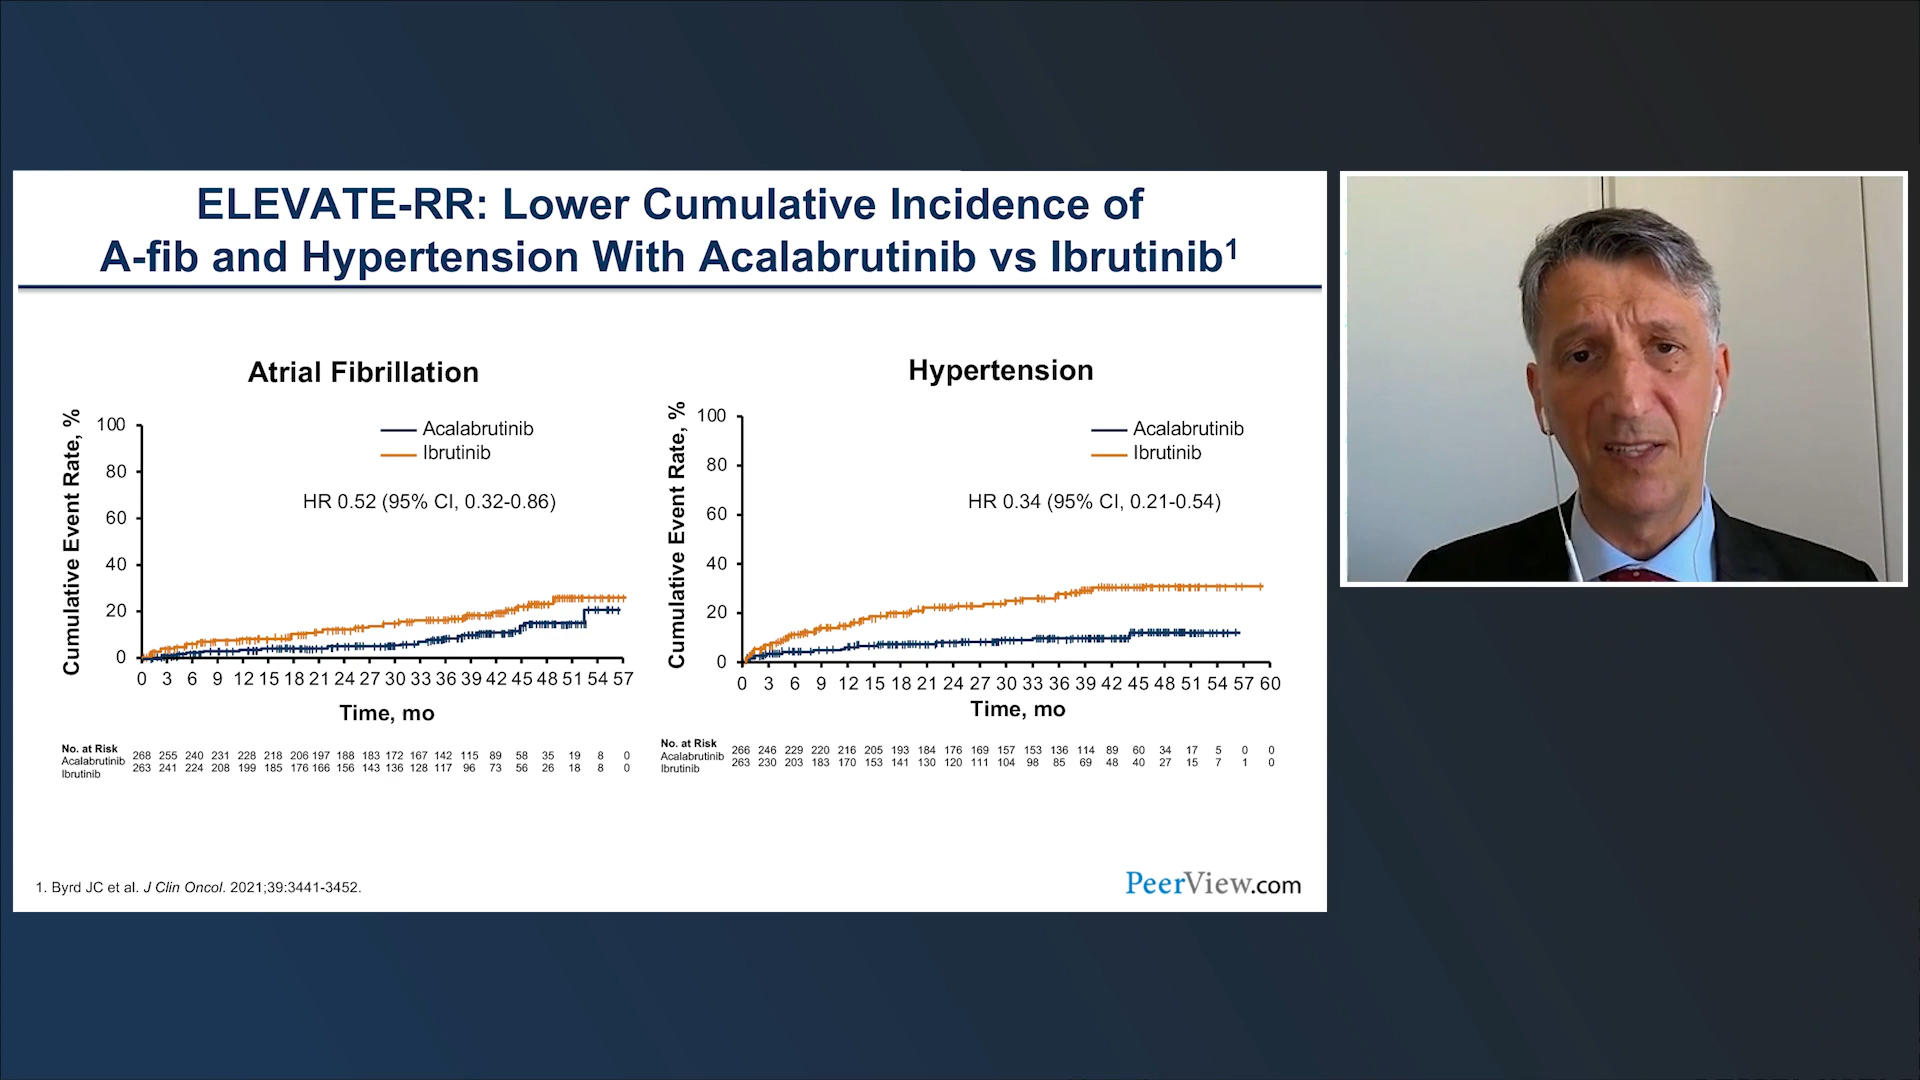 ELEVATE-RR: Lower Cumulative Incidence of
A-fib and Hypertension With Acalabrutinib vs Ibrutinib1
Atrial Fibrillation
Cumulative Event Rate, %
100
80
60
40
20
0
Acalabrutinib
Ibrutinib
HR 0.52 (95% CI, 0.32-0.86)
0 3 6 9 12 15 18 21 24 27 30 33 36 39 42 45 48 51 54 57
Time, mo
No. at Risk
Acalabrutinib 268 255 240 231 228 218 206 197 188 183 172 167 142 115 89 58 35 19 8 0
Ibrutinib 263 241 224 208 199 185 176 166 156 143 136 128 117 96 73 56 26 18 8 0
Hypertension
Cumulative Event Rate, %
100
80
60
40
20
0
Acalabrutinib
Ibrutinib
HR 0.34 (95% CI, 0.21-0.54)
0 3 6 9 12 15 18 21 24 27 30 33 36 39 42 45 48 51 54 57 60
Time, mo
No. at Risk
Acalabrutinib 266 246 229 220 216 205 193 184 176 169 157 153 136 114 89 60 34 17 5 0 0
Ibrutinib 263 230 203 183 170 153 141 130 120 111 104 98 85 69 48 40 27 15 7 1 0
1. Byrd JC et al. J Clin Oncol. 2021;39:3441-3452.
PeerView.com